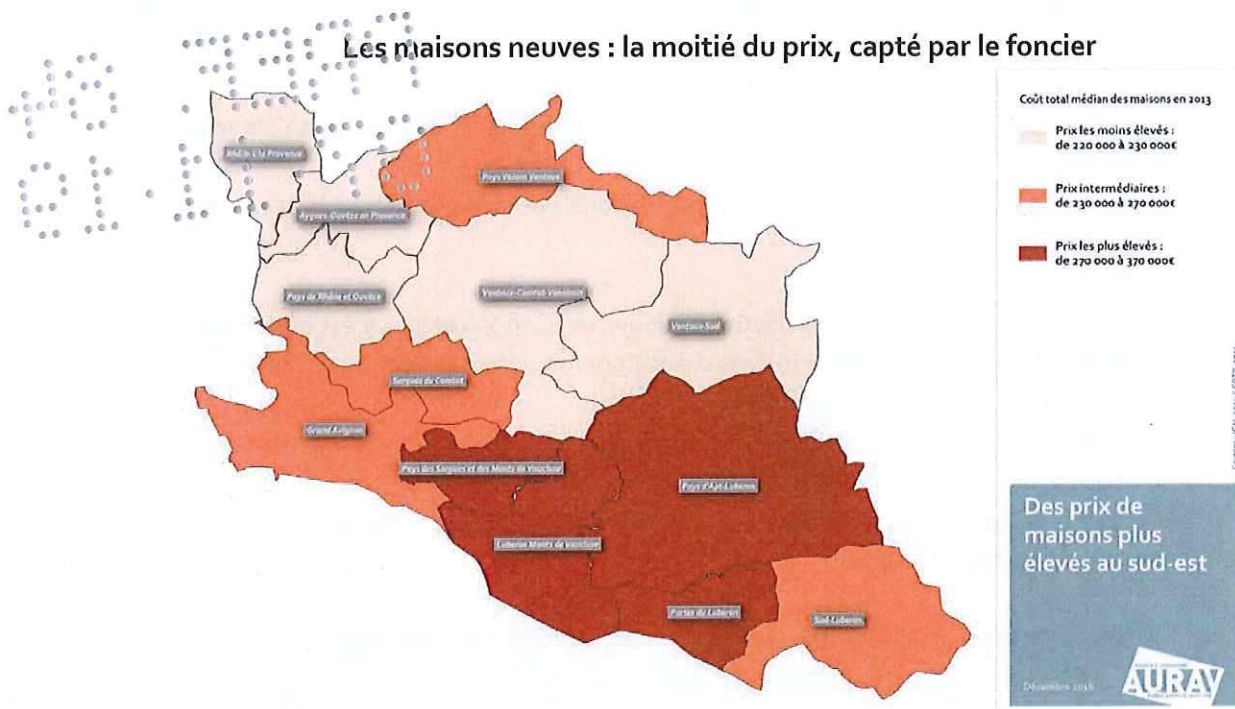 Les maisons neuves : la moitié du prix, capté par le foncier
Coût total médian des maisons en 2013
Prix les moins élevés :
de 220 000 à 230 000€
Prix intermédiaires :
de 230 000 à 270 000€
Prix les plus élevés :
de 270 000 à 370 000€
Rhône Lez Provence
Pays Vaison Ventoux
Aygues-Ouvèze en Provence
Pays de Rhône et Ouvèze
Ventoux-Comtat Venaissin
Ventoux-Sud
Sorgues du Comtat
Grand Avignon
Pays des Sorgues et des Monts de Vaucluse
Pays d'Apt-Luberon
Luberon Monts de Vaucluse
Portes du Luberon
Sud-Luberon
Des prix de
maisons plus
élevés au sud-est
Décembre 2016
AURAV